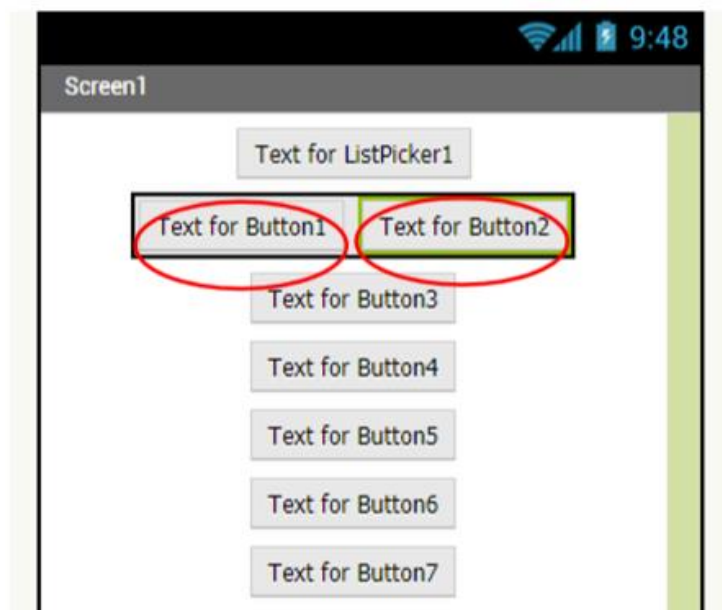 9:48
Screen1
Text for ListPicker1
Text for Button1 Text for Button2
Text for Button3
Text for Button4
Text for Button5
Text for Button6
Text for Button7